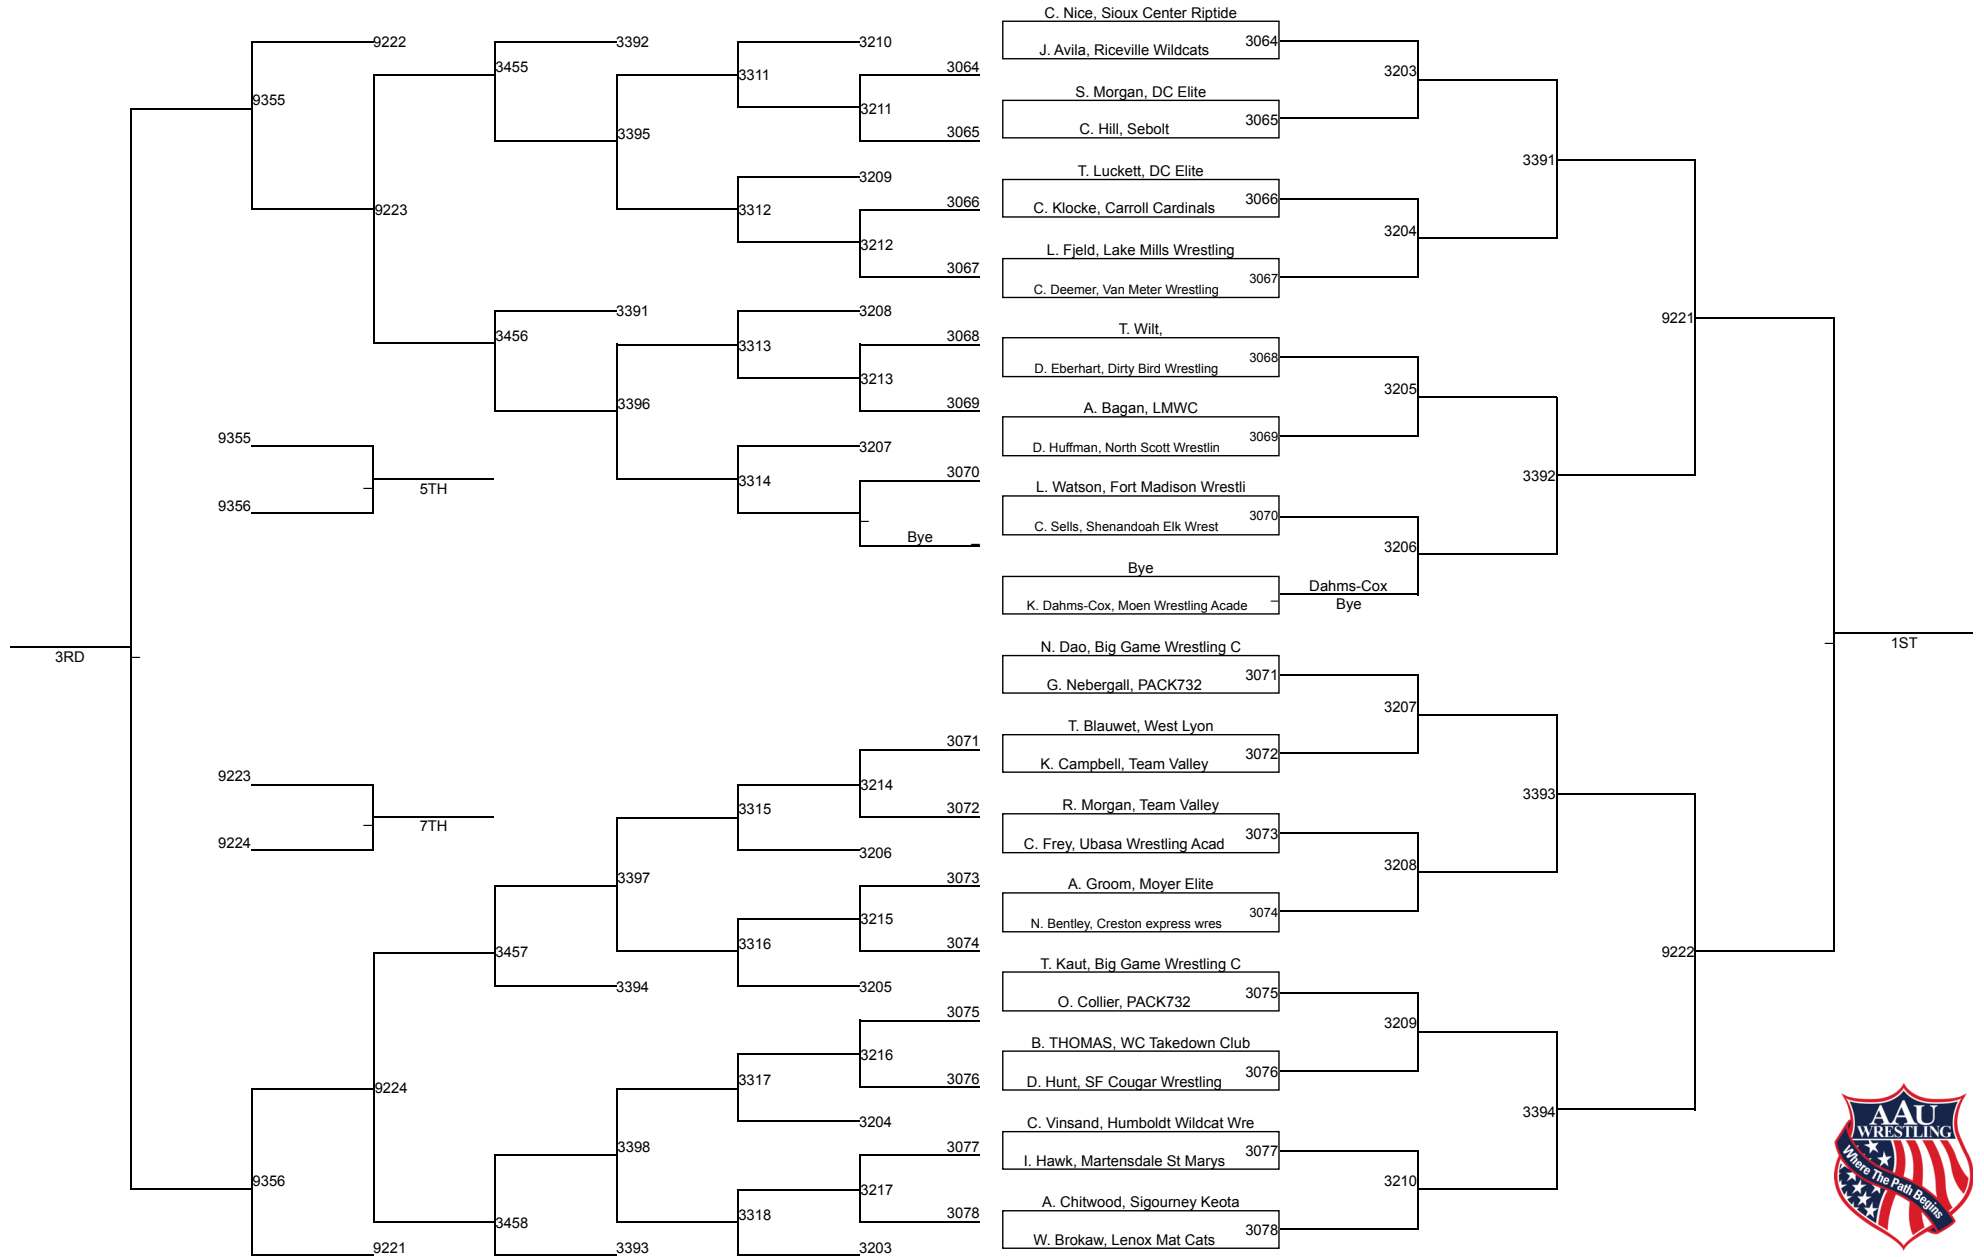 C. Nice, Sioux Center Riptide
9222
3392
3210
3064
J. Avila, Riceville Wildcats
3455
3311
3064
3203
S. Morgan, DC Elite
9355
3211
3065
3395
3065
C. Hill, Sebolt
3391
T. Luckett, DC Elite
3209
3066
3066
9223
3312
C. Klocke, Carroll Cardinals
3204
3212
L. Fjeld, Lake Mills Wrestling
3067
3067
C. Deemer, Van Meter Wrestling
3391
3208
9221
T. Wilt,
3456
3313
3068
3068
D. Eberhart, Dirty Bird Wrestling
3213
3205
3396
3069
A. Bagan, LMWC
9355
3207
3069
D. Huffman, North Scott Wrestlin
3070
3392
5TH
3314
L. Watson, Fort Madison Wrestli
9356
3070
C. Sells, Shenandoah Elk Wrest
Bye
3206
Bye
Dahms-Cox
K. Dahms-Cox, Moen Wrestling Acade
Bye
N. Dao, Big Game Wrestling C
3RD
1ST
3071
G. Nebergall, PACK732
3207
T. Blauwet, West Lyon
3071
3072
K. Campbell, Team Valley
9223
3214
3393
3315
3072
R. Morgan, Team Valley
7TH
3073
9224
3206
C. Frey, Ubasa Wrestling Acad
3208
3397
3073
A. Groom, Moyer Elite
3215
3074
N. Bentley, Creston express wres
3457
3316
3074
9222
T. Kaut, Big Game Wrestling C
3394
3205
3075
O. Collier, PACK732
3075
3209
B. THOMAS, WC Takedown Club
3216
3317
3076
3076
D. Hunt, SF Cougar Wrestling
9224
3394
3204
C. Vinsand, Humboldt Wildcat Wre
3398
3077
3077
I. Hawk, Martensdale St Marys
9356
3217
3210
A. Chitwood, Sigourney Keota
3458
3318
3078
3078
W. Brokaw, Lenox Mat Cats
9221
3393
3203
AAU
WRESTLING
Where The Path Begins